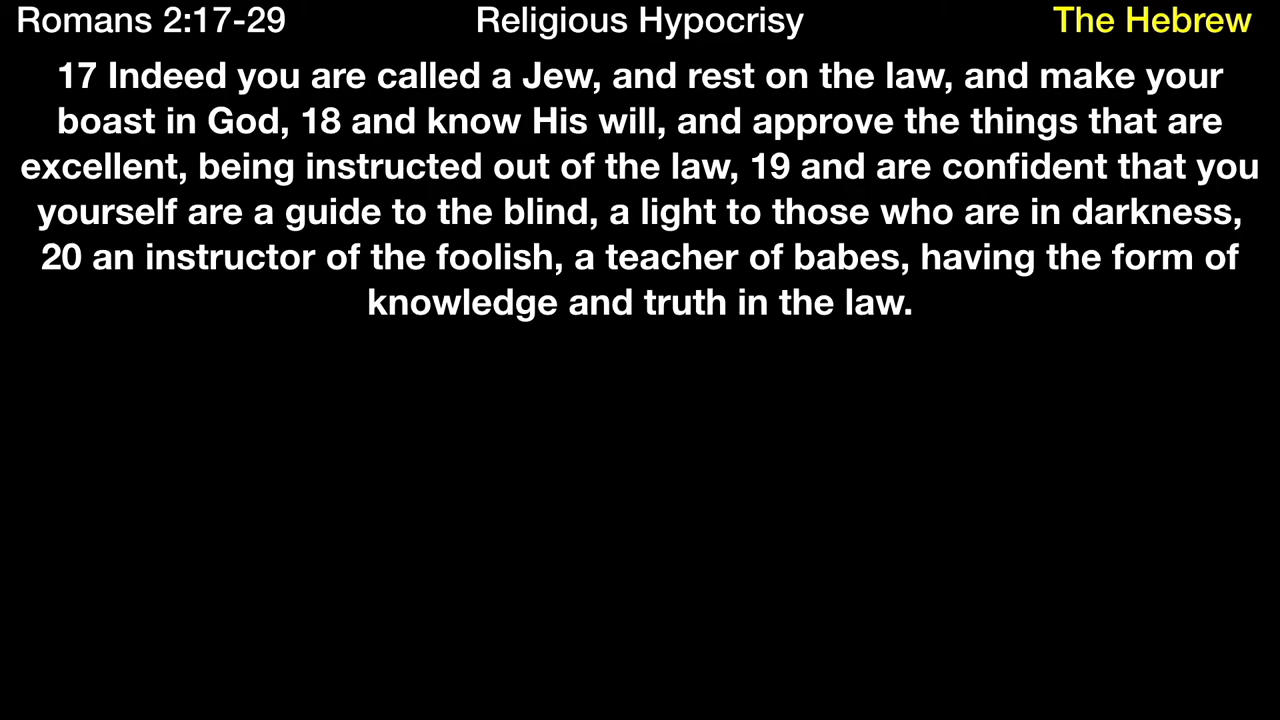 Romans 2:17-29 Religious Hypocrisy The Hebrew
17 Indeed you are called a Jew, and rest on the law, and make your
boast in God, 18 and know His will, and approve the things that are
excellent, being instructed out of the law, 19 and are confident that you
yourself are a guide to the blind, a light to those who are in darkness,
20 an instructor of the foolish, a teacher of babes, having the form of
knowledge and truth in the law.